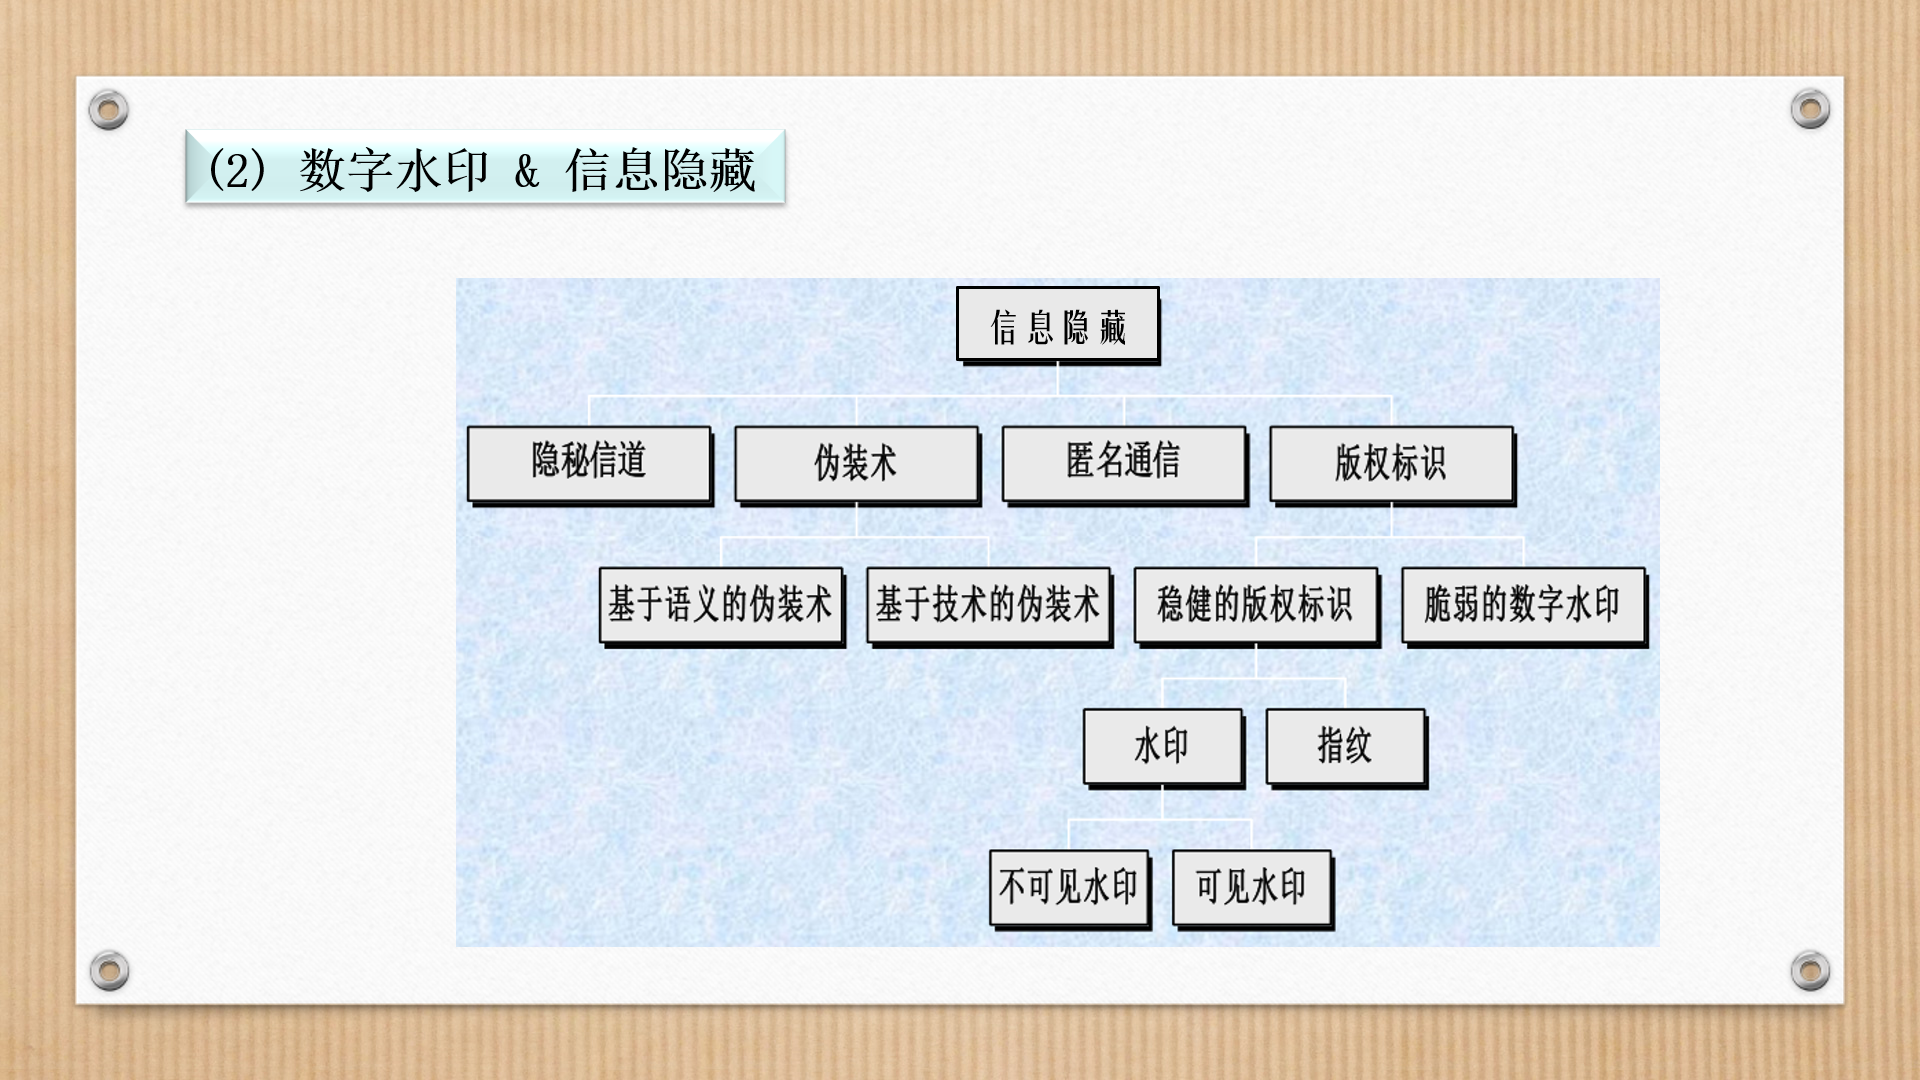 (2) 数字水印 & 信息隐藏
信息隐藏
隐秘信道
伪装术
匿名通信
版权标识
基于语义的伪装术
基于技术的伪装术
稳健的版权标识
脆弱的数字水印
水印
指纹
不可见水印
可见水印